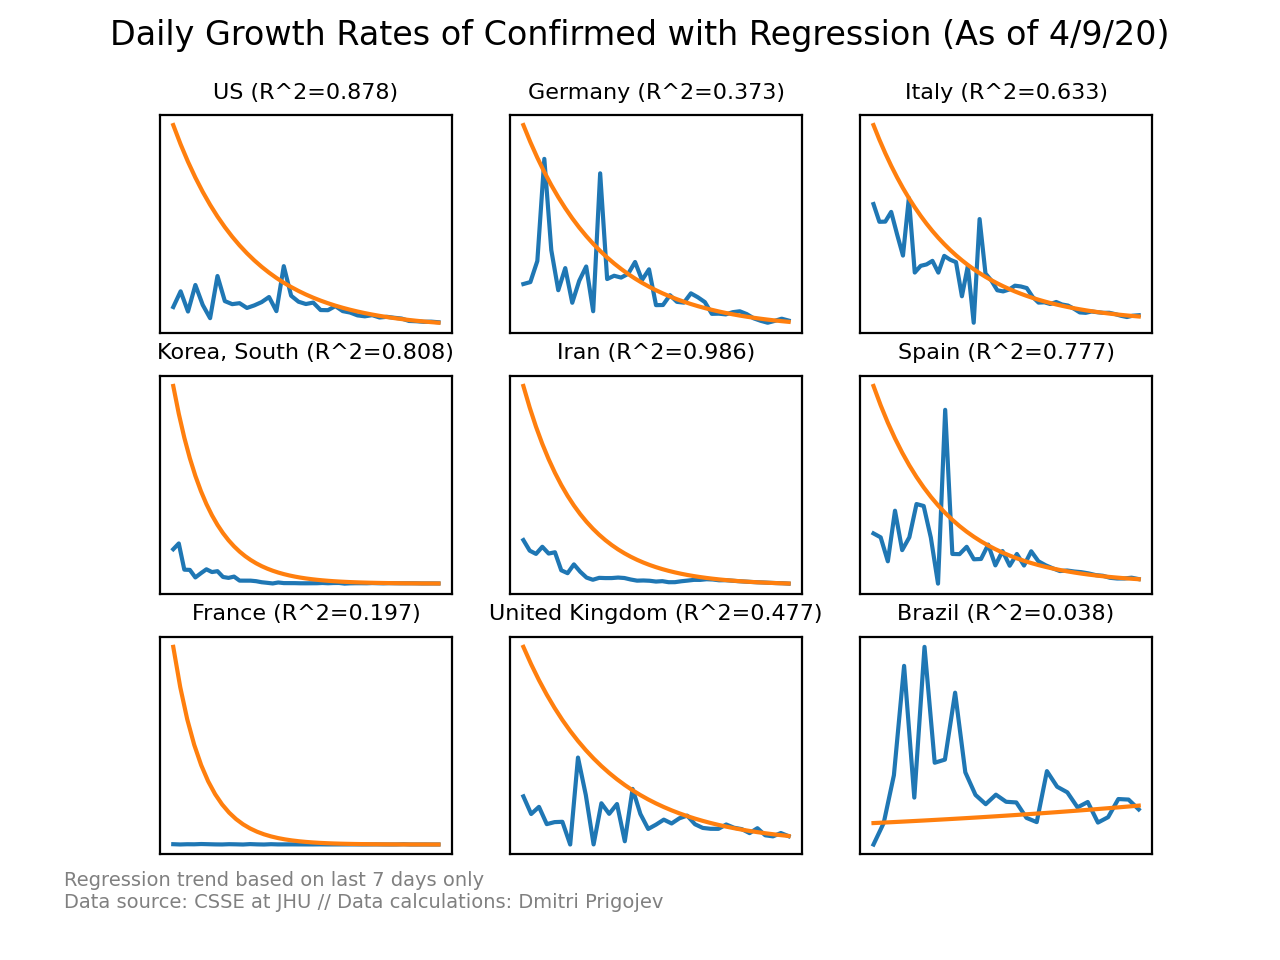 Daily Growth Rates of Confirmed with Regression (As of 4/9/20)
US (R^2=0.878)
Germany (R^2=0.373)
Italy (R^2=0.633)
Korea, South (R^2=0.808)
Iran (R^2=0.986)
Spain (R^2=0.777)
France (R^2=0.197)
United Kingdom (R^2=0.477)
Brazil (R^2=0.038)
Regression trend based on last 7 days only
Data source: CSSE at JHU // Data calculations: Dmitri Prigojev